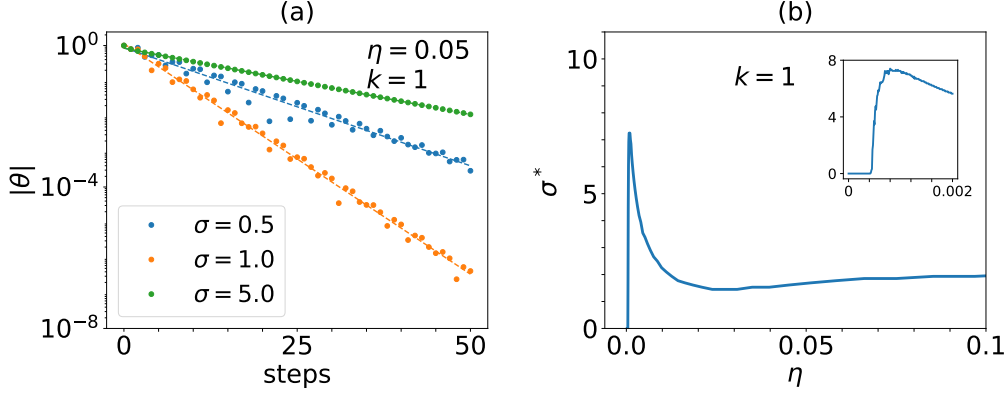 (a)
10^0
10^-4
10^-8
|θ|
η = 0.05
k = 1
σ = 0.5
σ = 1.0
σ = 5.0
0
25
50
steps
(b)
10
5
0
σ*
k = 1
8
4
0
0
0.002
0.0
0.05
0.1
η